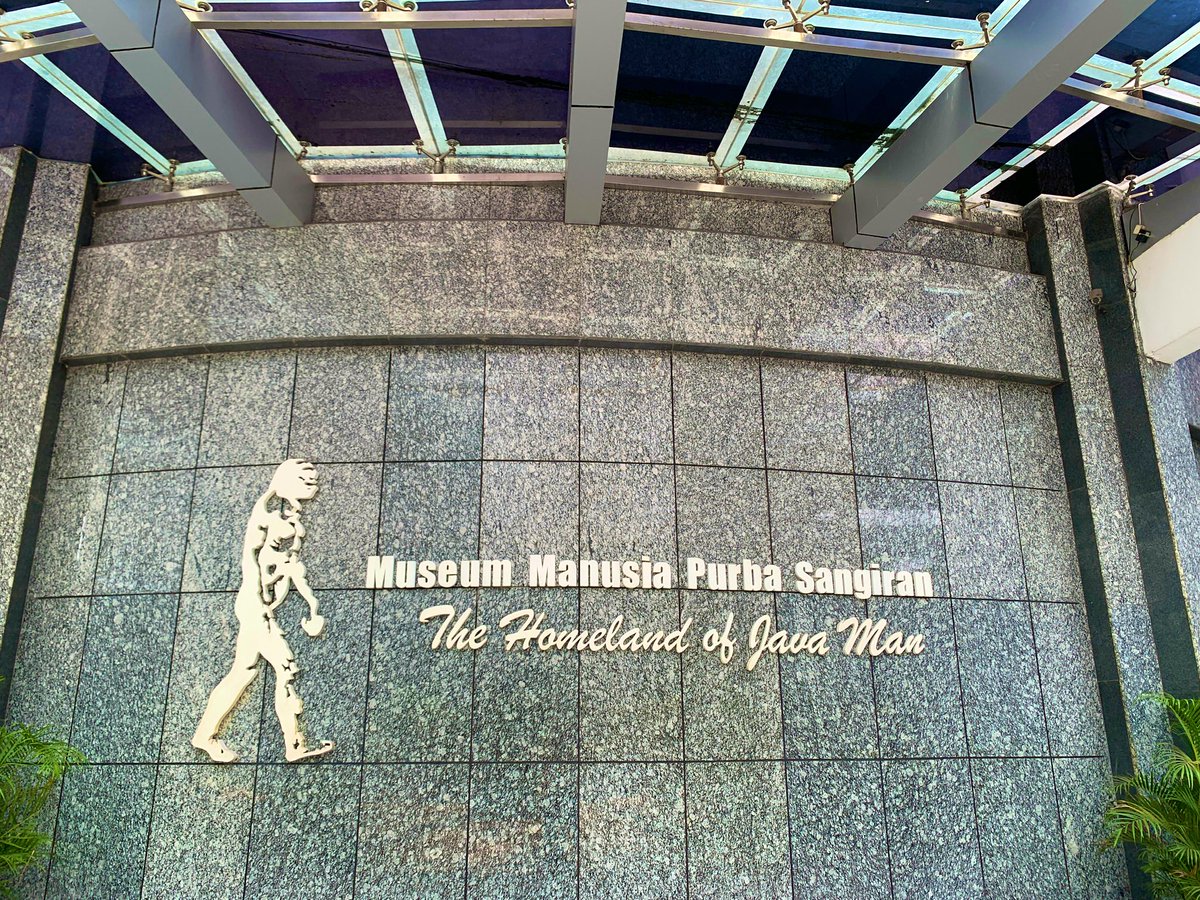 Museum Manusia Purba Sangiran
The Homeland of Java Man